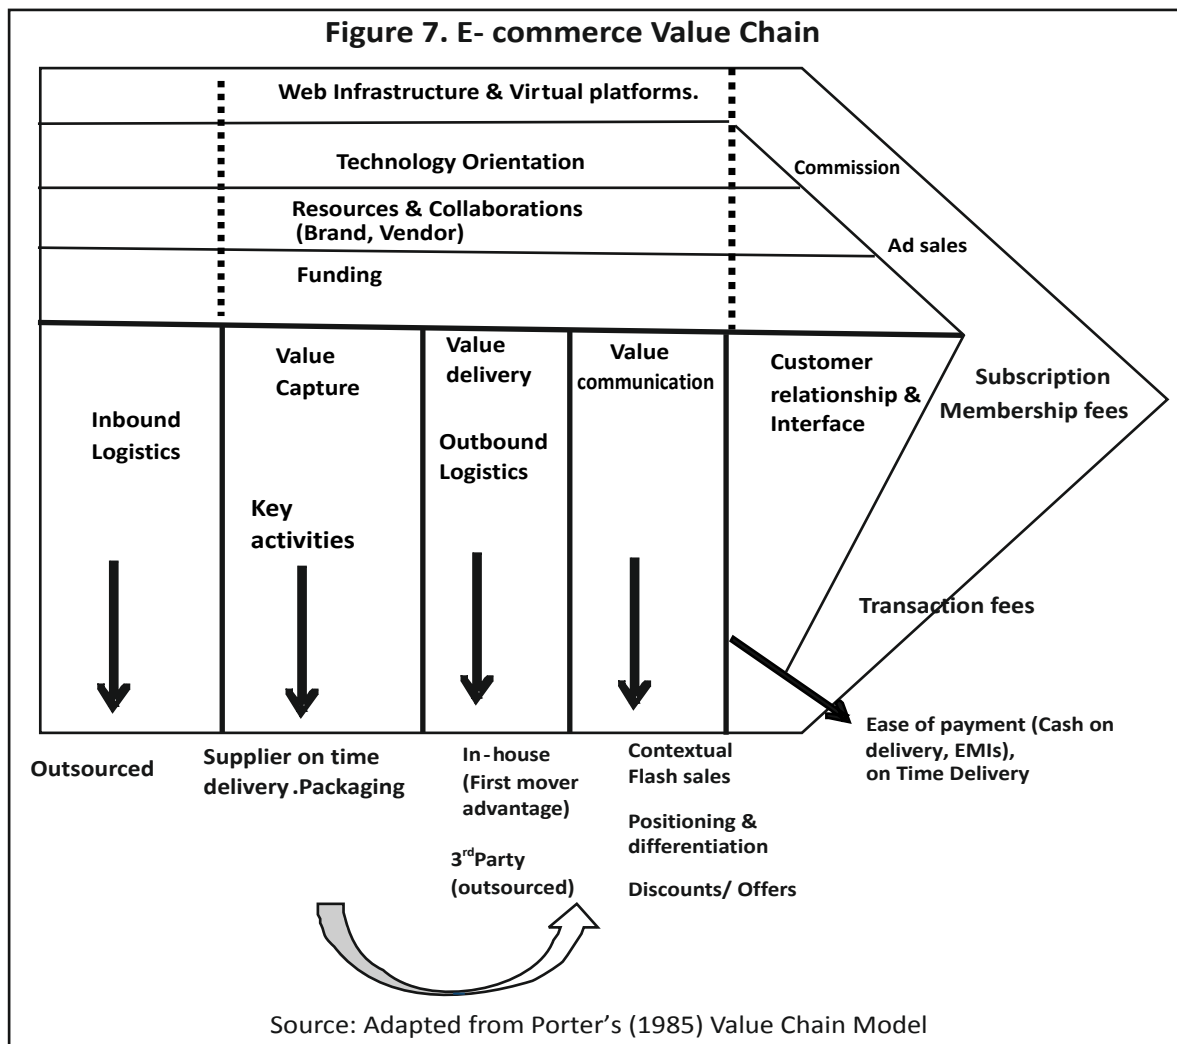 Figure 7. E- commerce Value Chain
Web Infrastructure & Virtual platforms.
Technology Orientation
Commission
Resources & Collaborations
(Brand, Vendor)
Ad sales
Funding
Inbound
Logistics
Value
Capture
Key
activities
Value
delivery
Outbound
Logistics
Value
communication
Customer
relationship &
Interface
Subscription
Membership fees
Transaction fees
Outsourced
Supplier on time
delivery.Packaging
In-house
(First mover
advantage)
3rdParty
(outsourced)
Contextual
Flash sales
Positioning &
differentiation
Discounts/ Offers
Ease of payment (Cash on
delivery, EMIs),
on Time Delivery
Source: Adapted from Porter’s (1985) Value Chain Model